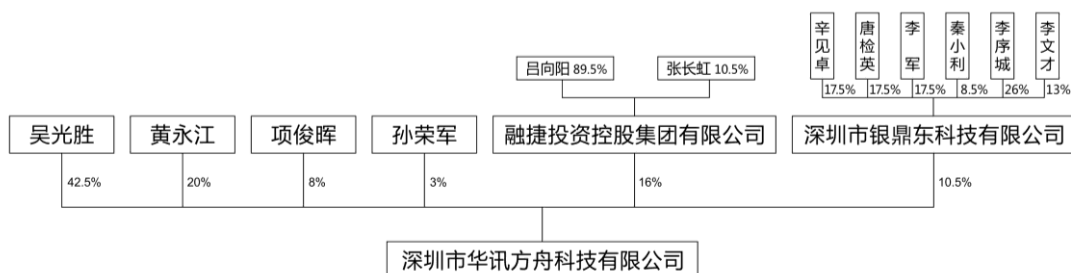 辛见卓
唐检英
李军
秦小利
李序城
李文才
吕向阳 89.5%
张长虹 10.5%
17.5%
17.5%
17.5%
8.5%
26%
13%
吴光胜
黄永江
项俊晖
孙荣军
融捷投资控股集团有限公司
深圳市银鼎东科技有限公司
42.5%
20%
8%
3%
16%
10.5%
深圳市华讯方舟科技有限公司